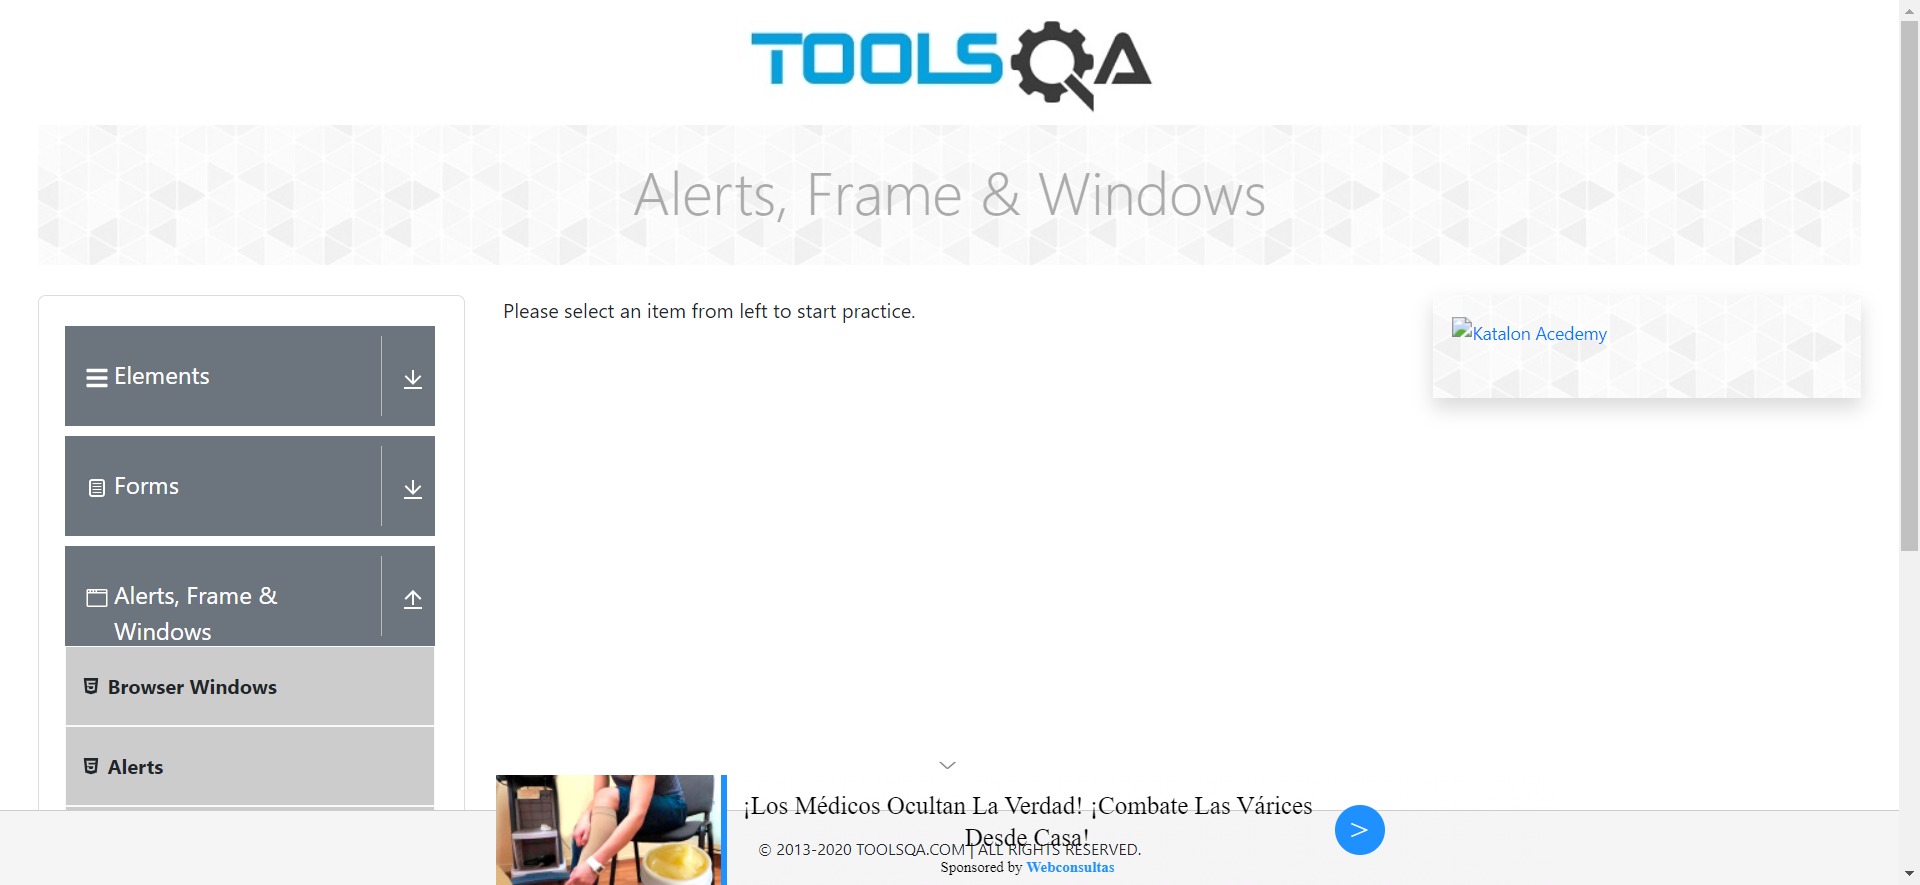 TOOLSQA
Alerts, Frame & Windows
Please select an item from left to start practice.
Katalon Acedemy
Elements
Forms
Alerts, Frame &
Windows
Browser Windows
Alerts
¡Los Médicos Ocultan La Verdad! ¡Combate Las Várices
Desde Casa!
>
© 2013-2020 TOOLSQA.COM | ALL RIGHTS RESERVED.
Sponsored by Webconsultas